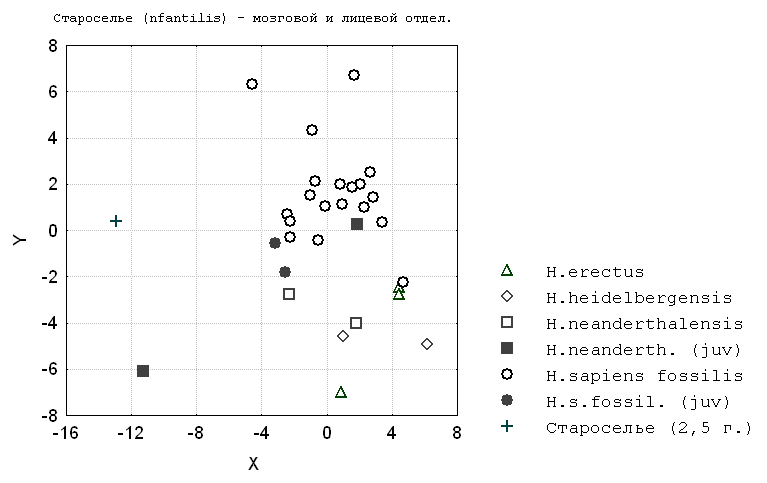 Староселье (nfantilis) - мозговой и лицевой отдел.
8
6
4
2
0
-2
-4
-6
-8
Y
-16 -12 -8 -4 0 4 8
X
H.erectus
H.heidelbergensis
H.neanderthalensis
H.neanderth. (juv)
H.sapiens fossilis
H.s.fossil. (juv)
Староселье (2,5 г.)